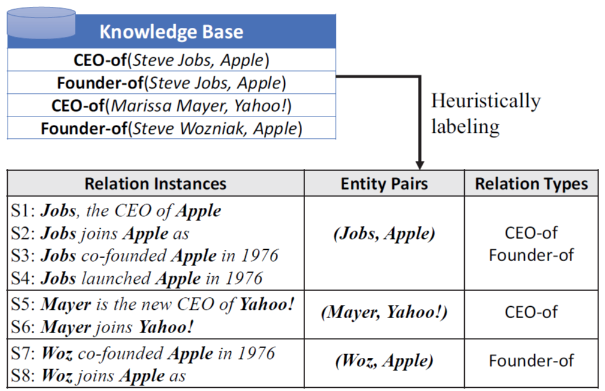 Knowledge Base
CEO-of(Steve Jobs, Apple)
Founder-of(Steve Jobs, Apple)
CEO-of(Marissa Mayer, Yahoo!)
Founder-of(Steve Wozniak, Apple)
Heuristically
labeling
Relation Instances
Entity Pairs
Relation Types
S1: Jobs, the CEO of Apple
S2: Jobs joins Apple as
S3: Jobs co-founded Apple in 1976
S4: Jobs launched Apple in 1976
(Jobs, Apple)
CEO-of
Founder-of
S5: Mayer is the new CEO of Yahoo!
S6: Mayer joins Yahoo!
(Mayer, Yahoo!)
CEO-of
S7: Woz co-founded Apple in 1976
S8: Woz joins Apple as
(Woz, Apple)
Founder-of